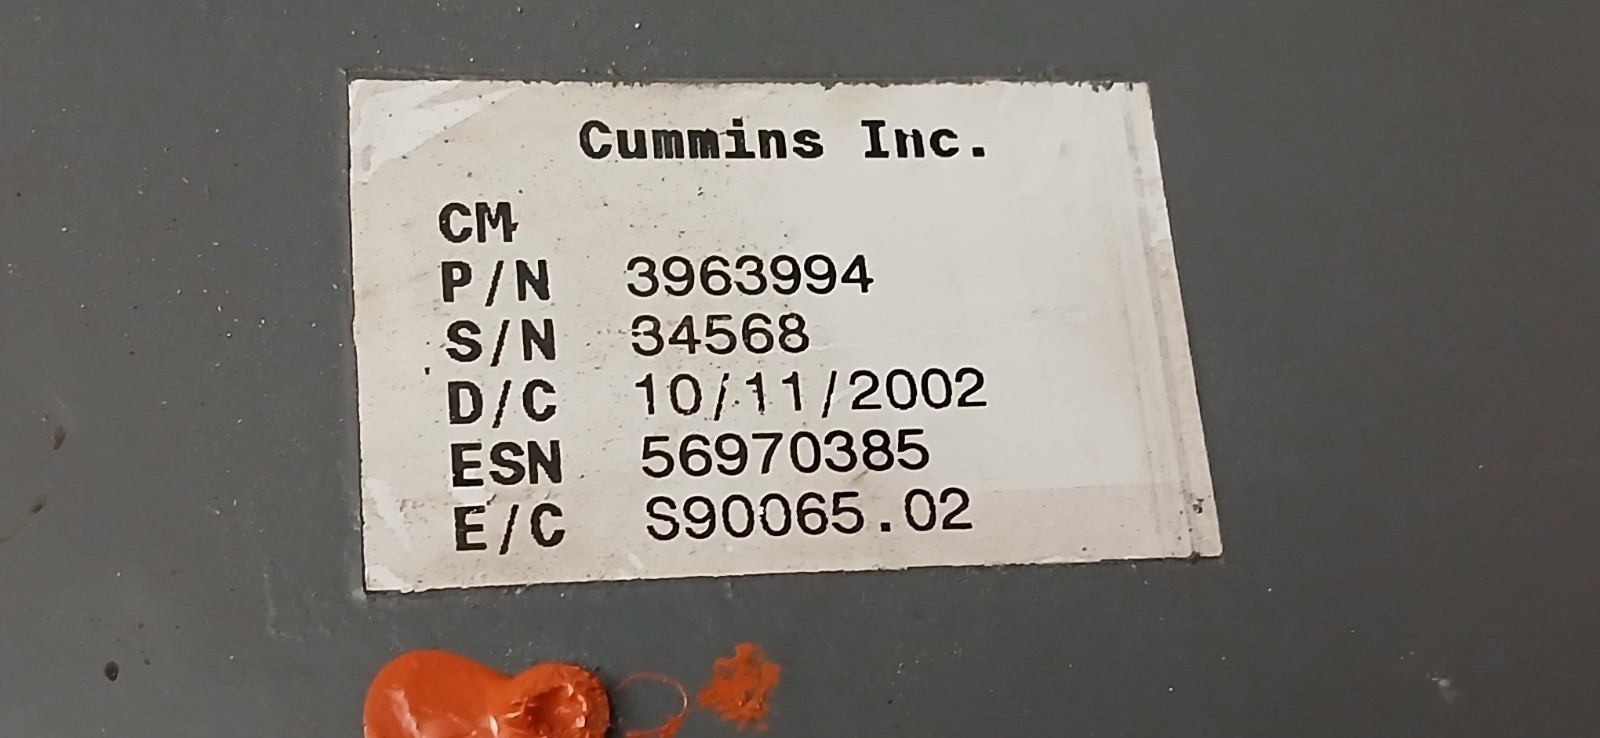 Cummins Inc.
CM
P/N 3963994
S/N 34568
D/C 10/11/2002
ESN 56970385
E/C S90065.02